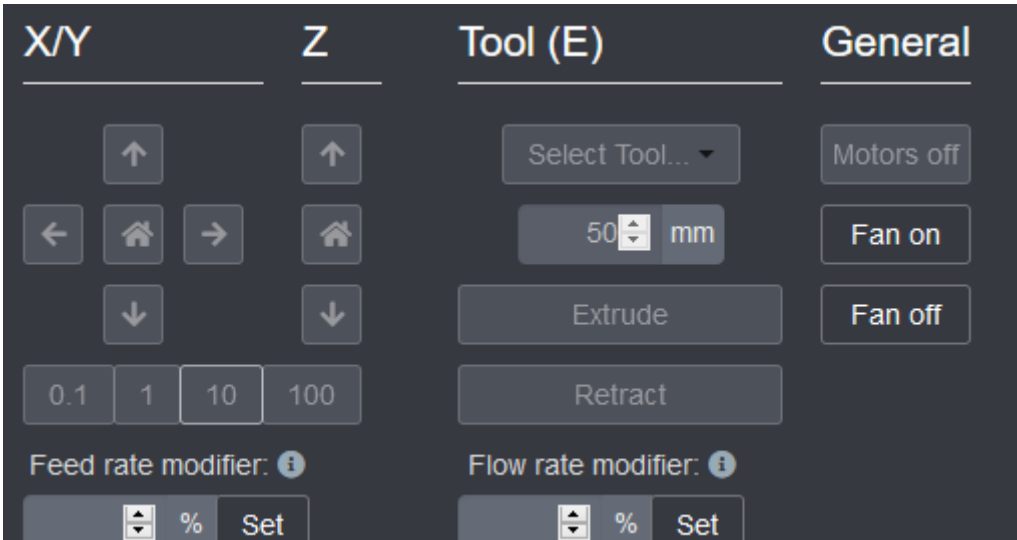 X/Y Z Tool (E) General
Select Tool... Motors off
50 mm Fan on
Extrude Fan off
0.1 1 10 100 Retract
Feed rate modifier: Flow rate modifier:
% Set % Set